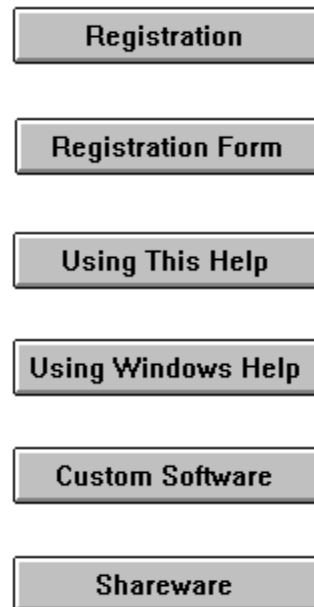 Registration
Registration Form
Using This Help
Using Windows Help
Custom Software
Shareware